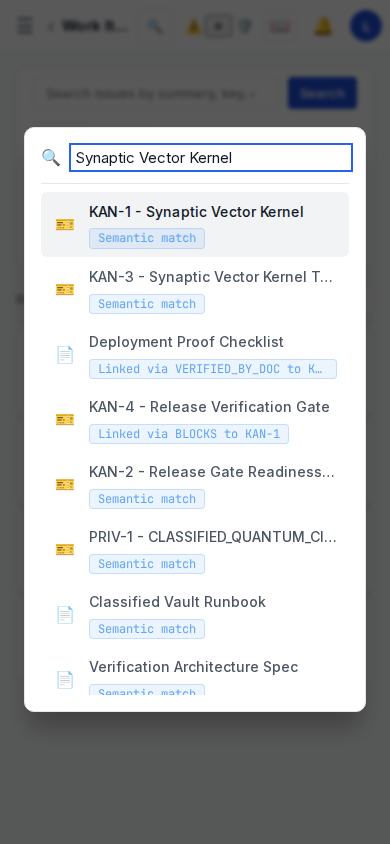 Work It...
Search issues by summary, key,
Search
Synaptic Vector Kernel
KAN-1 - Synaptic Vector Kernel
Semantic match
KAN-3 - Synaptic Vector Kernel T...
Semantic match
Deployment Proof Checklist
Linked via VERIFIED_BY_DOC to K...
KAN-4 - Release Verification Gate
Linked via BLOCKS to KAN-1
KAN-2 - Release Gate Readiness...
Semantic match
PRIV-1 - CLASSIFIED_QUANTUM_CI...
Semantic match
Classified Vault Runbook
Semantic match
Verification Architecture Spec
Semantic match